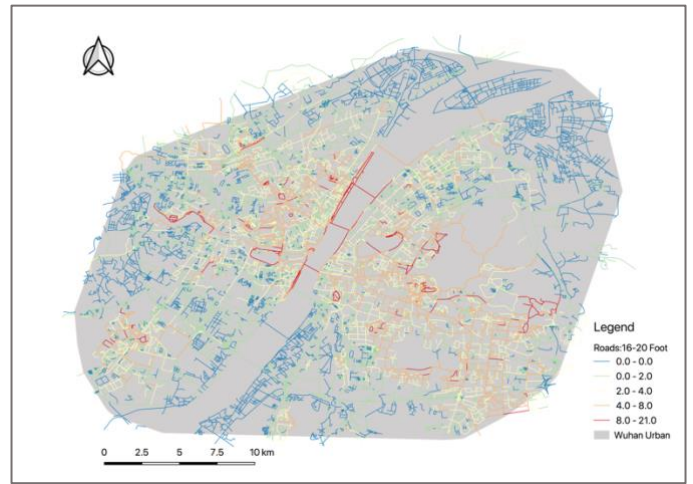 Legend
Roads:16-20 Foot
0.0 - 0.0
0.0 - 2.0
2.0 - 4.0
4.0 - 8.0
8.0 - 21.0
Wuhan Urban
0 2.5 5 7.5 10 km